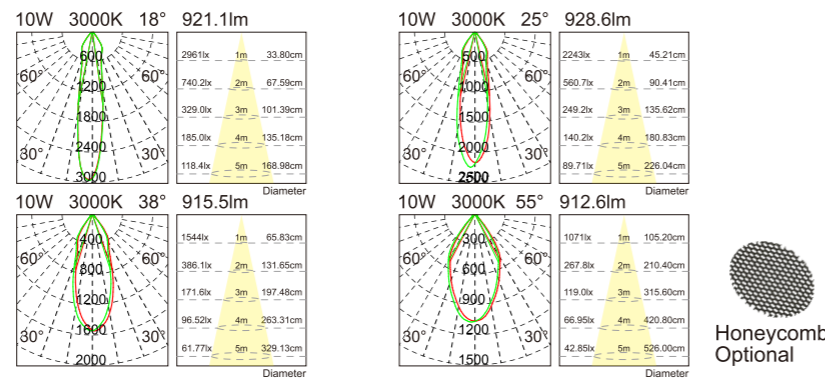 10W 3000K 18° 921.1lm
600
1200
1800
2400
3000
60° 60°
30° 30°
2961lx 1m 33.80cm
740.2lx 2m 67.59cm
329.0lx 3m 101.39cm
185.0lx 4m 135.18cm
118.4lx 5m 168.98cm
Diameter
10W 3000K 25° 928.6lm
500
1000
1500
2000
2500
60° 60°
30° 30°
2243lx 1m 45.21cm
560.7lx 2m 90.41cm
249.2lx 3m 135.62cm
140.2lx 4m 180.83cm
89.71lx 5m 226.04cm
Diameter
10W 3000K 38° 915.5lm
400
800
1200
1600
2000
60° 60°
30° 30°
1544lx 1m 65.83cm
386.1lx 2m 131.65cm
171.6lx 3m 197.48cm
96.52lx 4m 263.31cm
61.77lx 5m 329.13cm
Diameter
10W 3000K 55° 912.6lm
300
600
900
1200
1500
60° 60°
30° 30°
1071lx 1m 105.20cm
267.8lx 2m 210.40cm
119.0lx 3m 315.60cm
66.95lx 4m 420.80cm
42.85lx 5m 526.00cm
Diameter
Honeycomb
Optional